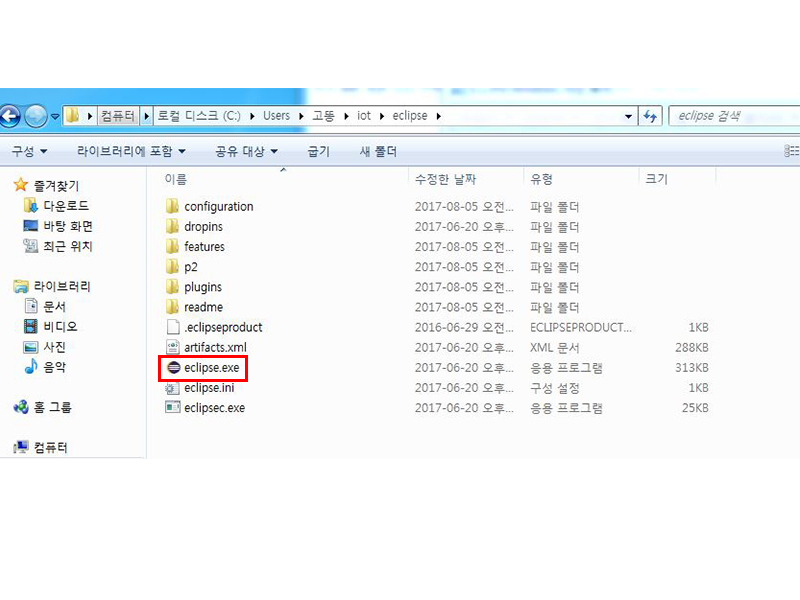 컴퓨터 로컬 디스크 (C:) Users 고뚱 iot eclipse eclipse 검색
구성 라이브러리에 포함 공유 대상 굽기 새 폴더
이름 수정한 날짜 유형 크기
즐겨찾기
다운로드
바탕 화면
최근 위치
라이브러리
문서
비디오
사진
음악
홈 그룹
컴퓨터
configuration 2017-08-05 오전... 파일 폴더
dropins 2017-06-20 오후... 파일 폴더
features 2017-08-05 오전... 파일 폴더
p2 2017-08-05 오전... 파일 폴더
plugins 2017-08-05 오전... 파일 폴더
readme 2017-08-05 오전... 파일 폴더
.eclipseproduct 2016-06-29 오전... ECLIPSEPRODUCT... 1KB
artifacts.xml 2017-06-20 오후... XML 문서 288KB
eclipse.exe 2017-06-20 오후... 응용 프로그램 313KB
eclipse.ini 2017-06-20 오후... 구성 설정 1KB
eclipsec.exe 2017-06-20 오후... 응용 프로그램 25KB